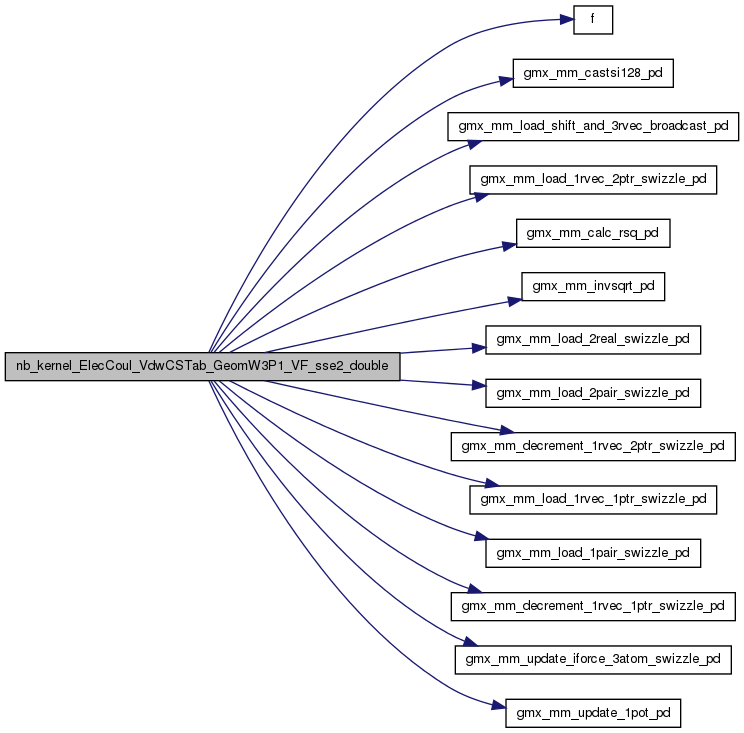 f
gmx_mm_castsi128_pd
gmx_mm_load_shift_and_3rvec_broadcast_pd
gmx_mm_load_1rvec_2ptr_swizzle_pd
gmx_mm_calc_rsq_pd
gmx_mm_invsqrt_pd
gmx_mm_load_2real_swizzle_pd
nb_kernel_ElecCoul_VdwCSTab_GeomW3P1_VF_sse2_double
gmx_mm_load_2pair_swizzle_pd
gmx_mm_decrement_1rvec_2ptr_swizzle_pd
gmx_mm_load_1rvec_1ptr_swizzle_pd
gmx_mm_load_1pair_swizzle_pd
gmx_mm_decrement_1rvec_1ptr_swizzle_pd
gmx_mm_update_iforce_3atom_swizzle_pd
gmx_mm_update_1pot_pd